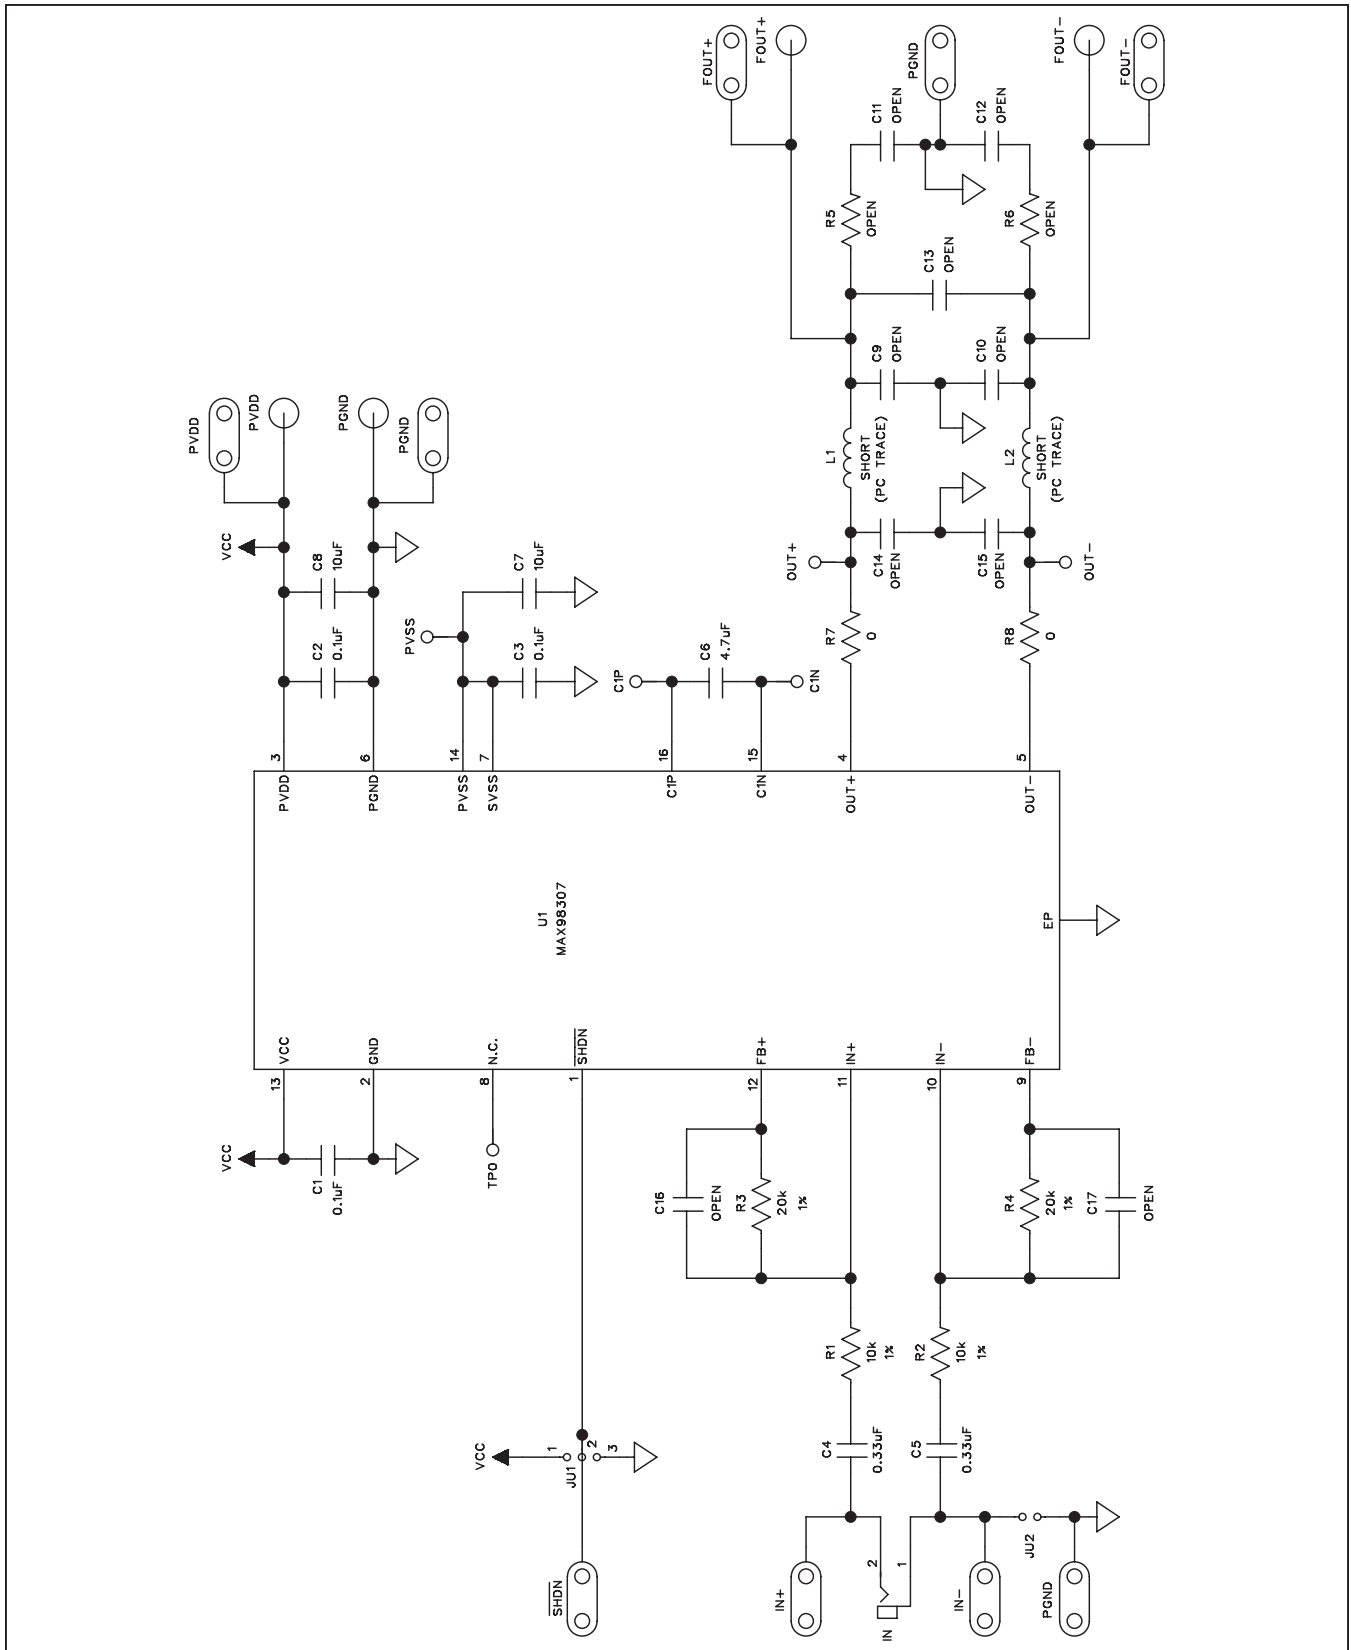 FOUT+
FOUT+
PGND
FOUT-
FOUT-
C11
OPEN
C12
OPEN
R5
OPEN
R6
OPEN
C13
OPEN
C9
OPEN
C10
OPEN
L1
SHORT
(PC TRACE)
L2
SHORT
(PC TRACE)
OUT+
C14
OPEN
C15
OPEN
OUT-
R7
0
R8
0
PVDD
PVDD
PGND
PGND
VCC
C8
10uF
C2
0.1uF
PVSS
C7
10uF
C3
0.1uF
C1P
C6
4.7uF
C1N
3
6
14
7
16
15
4
5
PVDD
PGND
PVSS
SVSS
C1P
C1N
OUT+
OUT-
U1
MAX98307
EP
VCC
GND
N.C.
SHDN
FB+
IN+
IN-
FB-
13
2
8
1
12
11
10
9
VCC
C1
0.1uF
TP0
C16
OPEN
R3
20k
1%
R4
20k
1%
C17
OPEN
R1
10k
1%
R2
10k
1%
VCC
1
2
3
JU1
C4
0.33uF
C5
0.33uF
SHDN
IN+
2
1
IN
IN-
JU2
PGND